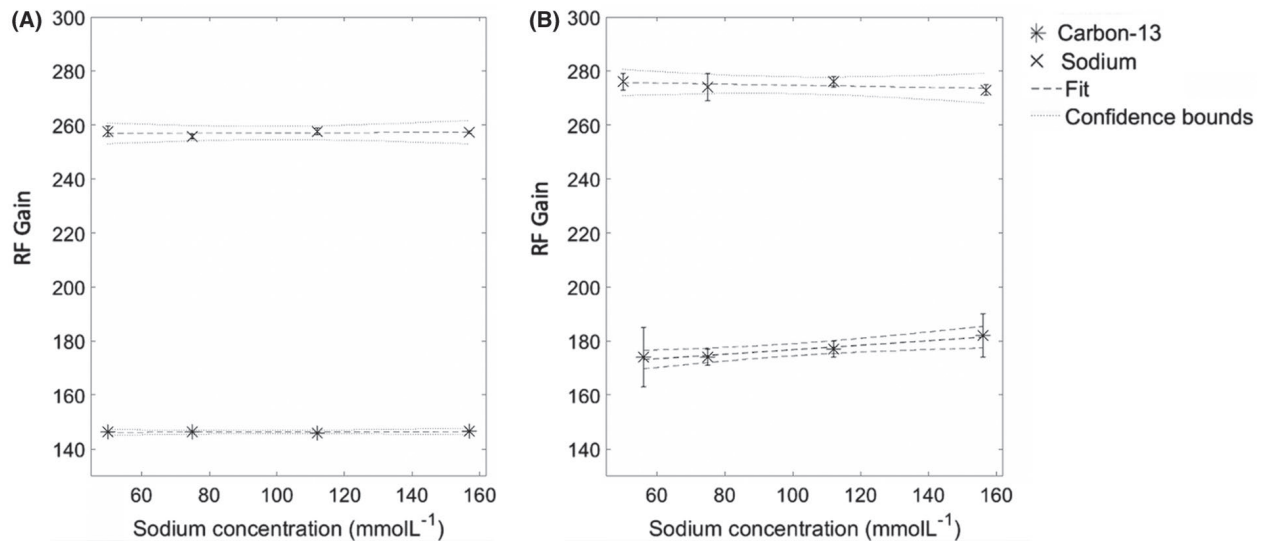 (A)
300
280
260
240
220
200
180
160
140
RF Gain
60 80 100 120 140 160
Sodium concentration (mmolL⁻¹)
(B)
300
280
260
240
220
200
180
160
140
RF Gain
60 80 100 120 140 160
Sodium concentration (mmolL⁻¹)
Carbon-13
Sodium
Fit
Confidence bounds